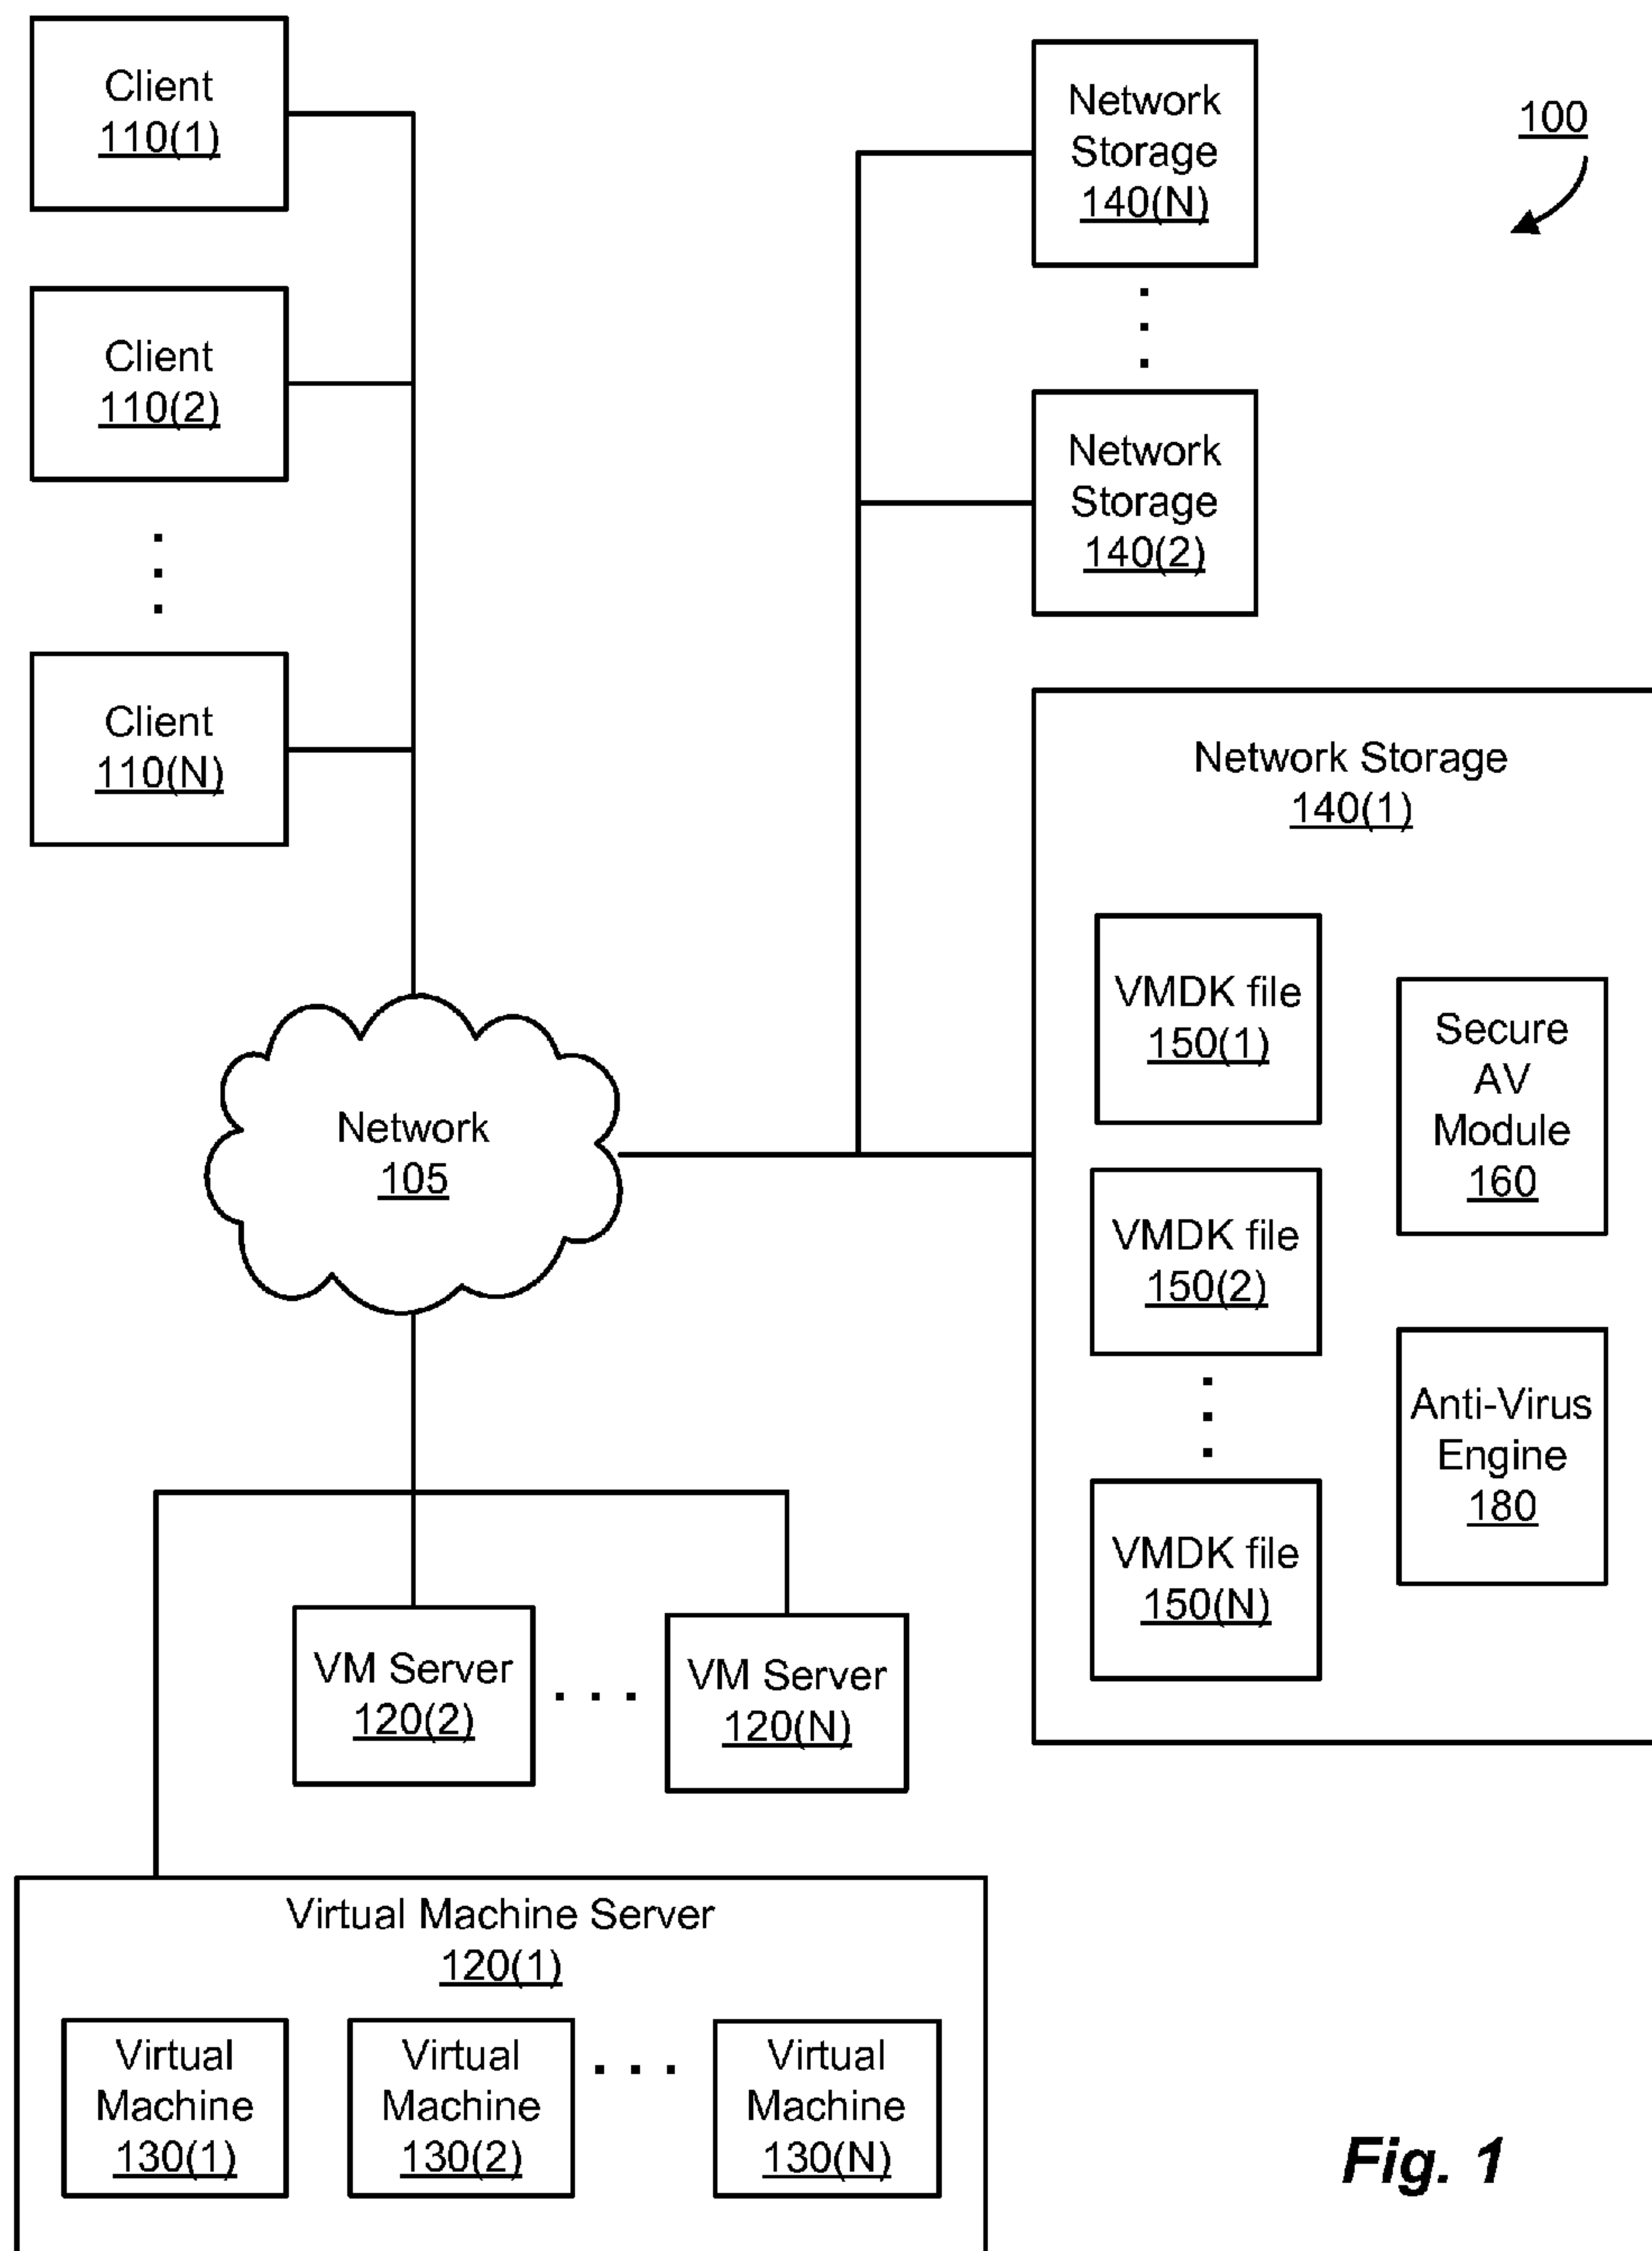 Client
110(1)
Client
110(2)
Client
110(N)
Network
Storage
140(N)
100
Network
Storage
140(2)
Network Storage
140(1)
VMDK file
150(1)
VMDK file
150(2)
VMDK file
150(N)
Secure
AV
Module
160
Anti-Virus
Engine
180
Network
105
VM Server
120(2)
VM Server
120(N)
Virtual Machine Server
120(1)
Virtual
Machine
130(1)
Virtual
Machine
130(2)
Virtual
Machine
130(N)
Fig. 1